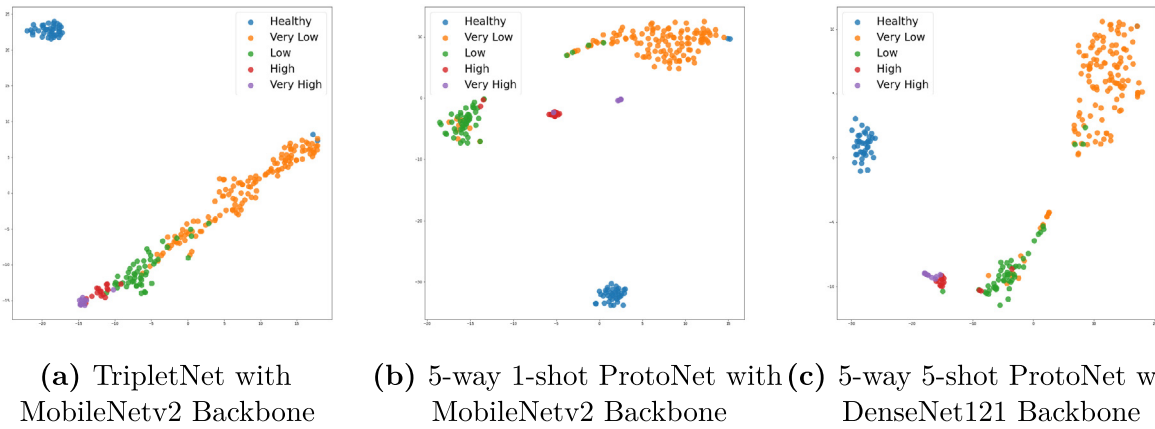 Healthy
Very Low
Low
High
Very High
Healthy
Very Low
Low
High
Very High
Healthy
Very Low
Low
High
Very High
(a) TripletNet with
MobileNetv2 Backbone
(b) 5-way 1-shot ProtoNet with
MobileNetv2 Backbone
(c) 5-way 5-shot ProtoNet w
DenseNet121 Backbone